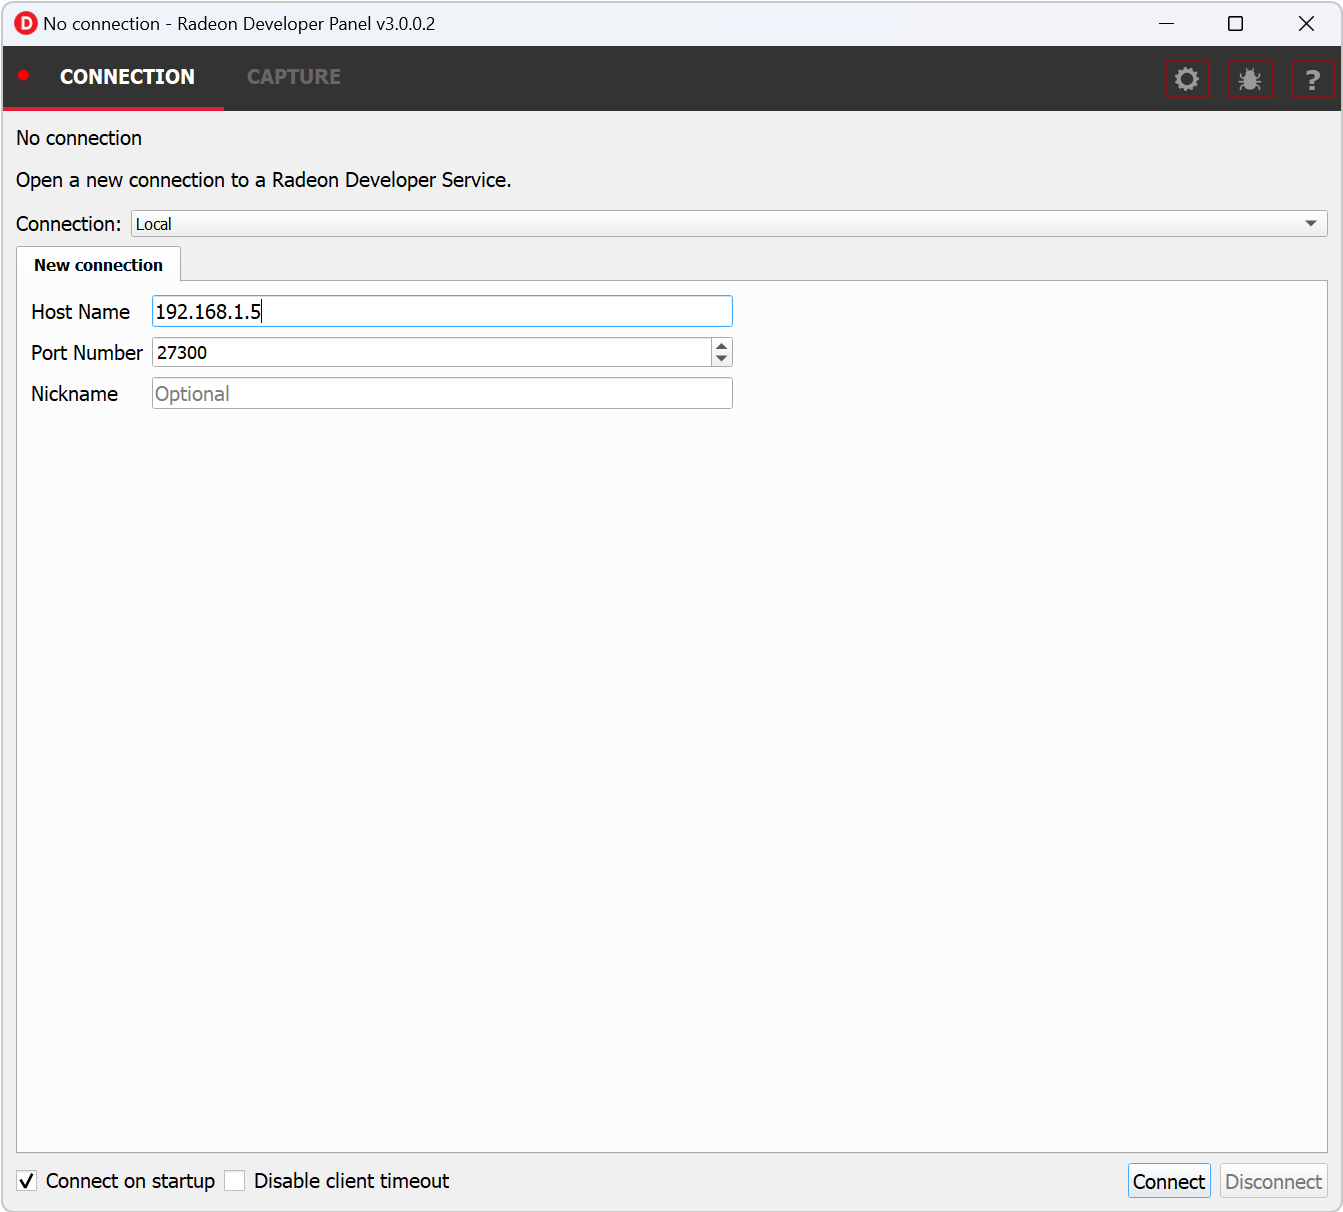 D No connection - Radeon Developer Panel v3.0.0.2
CONNECTION CAPTURE ?
No connection
Open a new connection to a Radeon Developer Service.
Connection: Local
New connection
Host Name 192.168.1.5
Port Number 27300
Nickname Optional
Connect on startup Disable client timeout Connect Disconnect